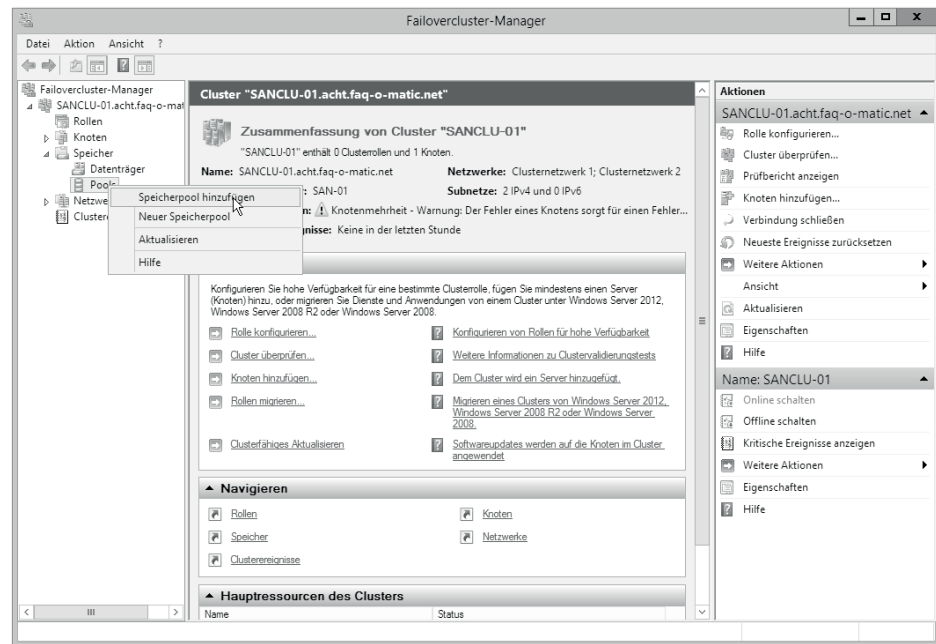 Failovercluster-Manager
Datei Aktion Ansicht ?
Failovercluster-Manager
SANCLU-01.acht.faq-o-mat
Rollen
Knoten
Speicher
Datenträger
Pools
Netzwe
Cluster
Speicherpool hinzufügen
Neuer Speicherpool
Aktualisieren
Hilfe
Cluster "SANCLU-01.acht.faq-o-matic.net"
Zusammenfassung von Cluster "SANCLU-01"
"SANCLU-01" enthält 0 Clusterrollen und 1 Knoten.
Name: SANCLU-01.acht.faq-o-matic.net Netzwerke: Clusternetzwerk 1; Clusternetzwerk 2
: SAN-01 Subnetze: 2 IPv4 und 0 IPv6
n: Knotenmehrheit - Warnung: Der Fehler eines Knotens sorgt für einen Fehler...
gnisse: Keine in der letzten Stunde
Konfigurieren Sie hohe Verfügbarkeit für eine bestimmte Clusterrolle, fügen Sie mindestens einen Server
(Knoten) hinzu, oder migrieren Sie Dienste und Anwendungen von einem Cluster unter Windows Server 2012,
Windows Server 2008 R2 oder Windows Server 2008.
Rolle konfigurieren... Konfigurieren von Rollen für hohe Verfügbarkeit
Cluster überprüfen... Weitere Informationen zu Clustervalidierungstests
Knoten hinzufügen... Dem Cluster wird ein Server hinzugefügt.
Rollen migrieren... Migrieren eines Clusters von Windows Server 2012,
Windows Server 2008 R2 oder Windows Server
2008.
Clusterfähiges Aktualisieren Softwareupdates werden auf die Knoten im Cluster
angewendet
Navigieren
Rollen Knoten
Speicher Netzwerke
Clusterereignisse
Hauptressourcen des Clusters
Name Status
Aktionen
SANCLU-01.acht.faq-o-matic.net
Rolle konfigurieren...
Cluster überprüfen...
Prüfbericht anzeigen
Knoten hinzufügen...
Verbindung schließen
Neueste Ereignisse zurücksetzen
Weitere Aktionen
Ansicht
Aktualisieren
Eigenschaften
Hilfe
Name: SANCLU-01
Online schalten
Offline schalten
Kritische Ereignisse anzeigen
Weitere Aktionen
Eigenschaften
Hilfe